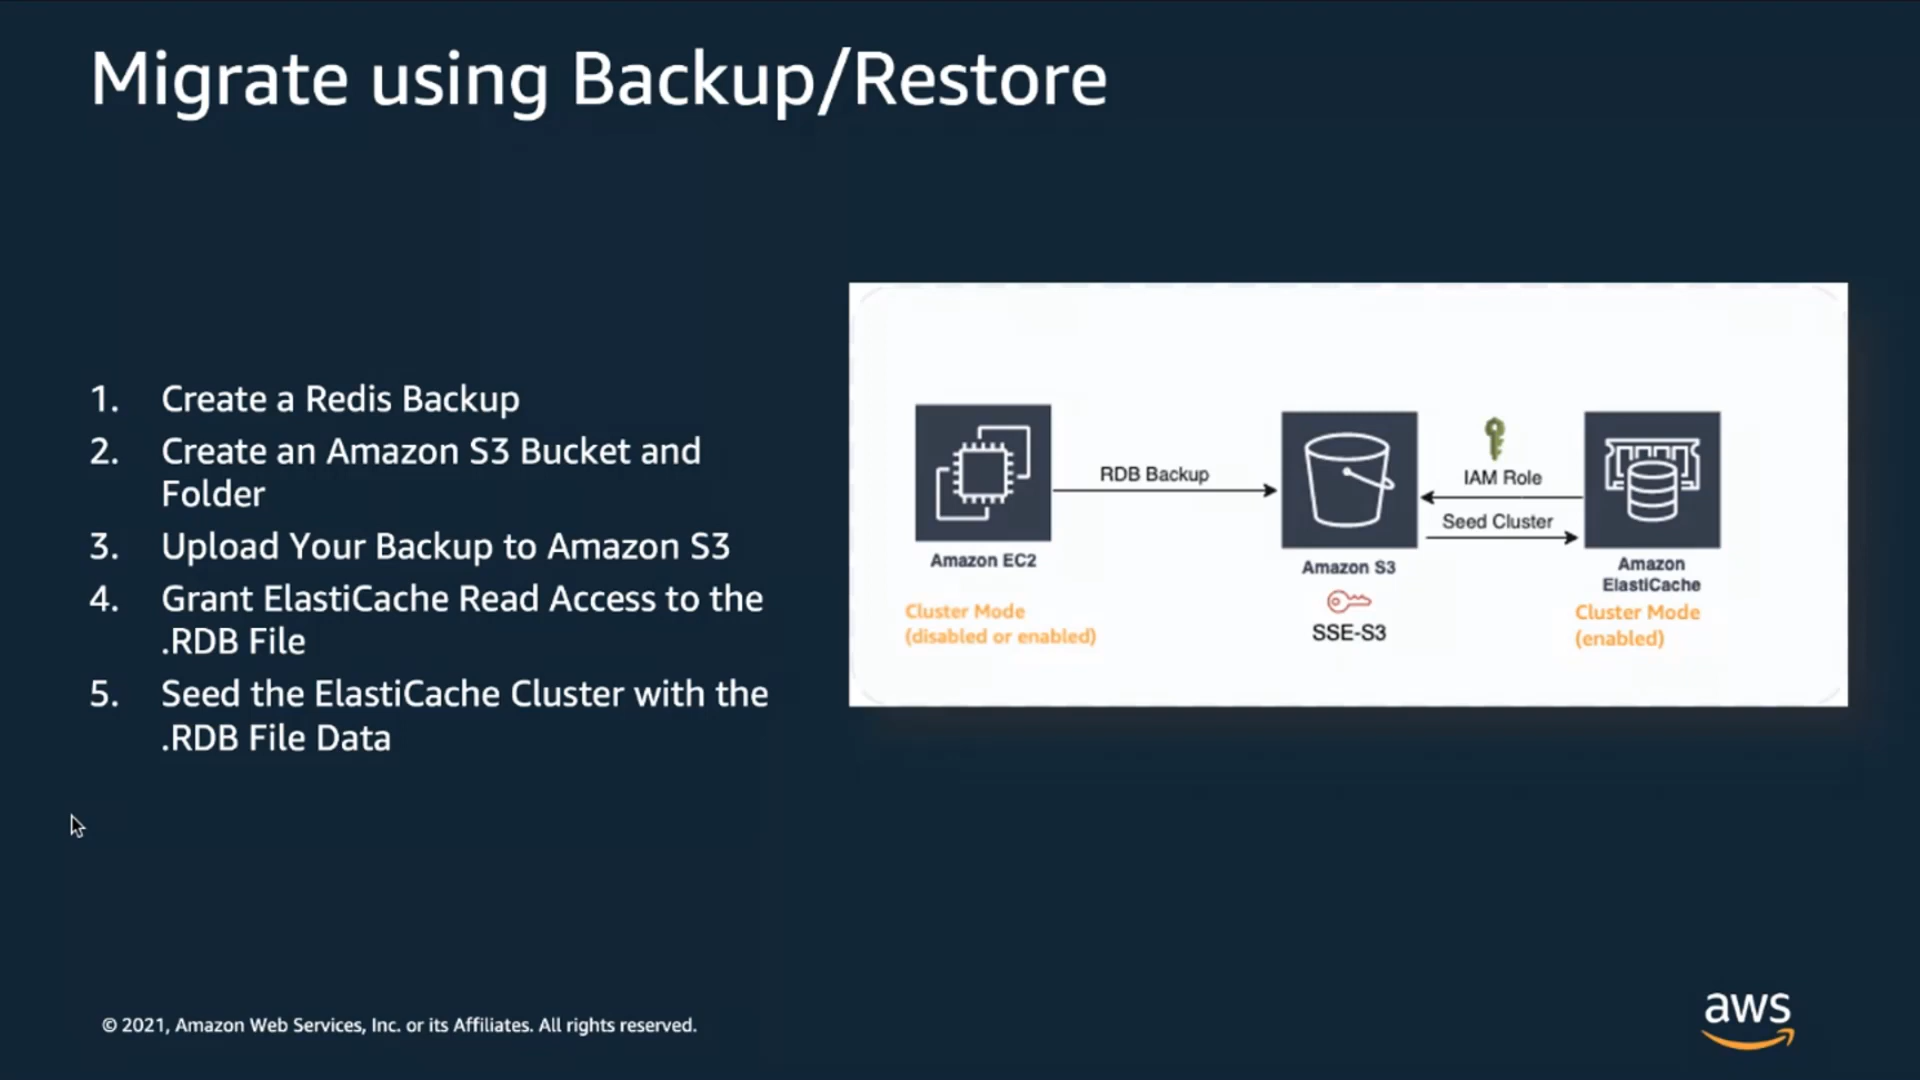 Migrate using Backup/Restore
1. Create a Redis Backup
2. Create an Amazon S3 Bucket and
Folder
3. Upload Your Backup to Amazon S3
4. Grant ElastiCache Read Access to the
.RDB File
5. Seed the ElastiCache Cluster with the
.RDB File Data
RDB Backup
IAM Role
Seed Cluster
Amazon EC2
Cluster Mode
(disabled or enabled)
Amazon S3
SSE-S3
Amazon
ElastiCache
Cluster Mode
(enabled)
© 2021, Amazon Web Services, Inc. or its Affiliates. All rights reserved.
aws